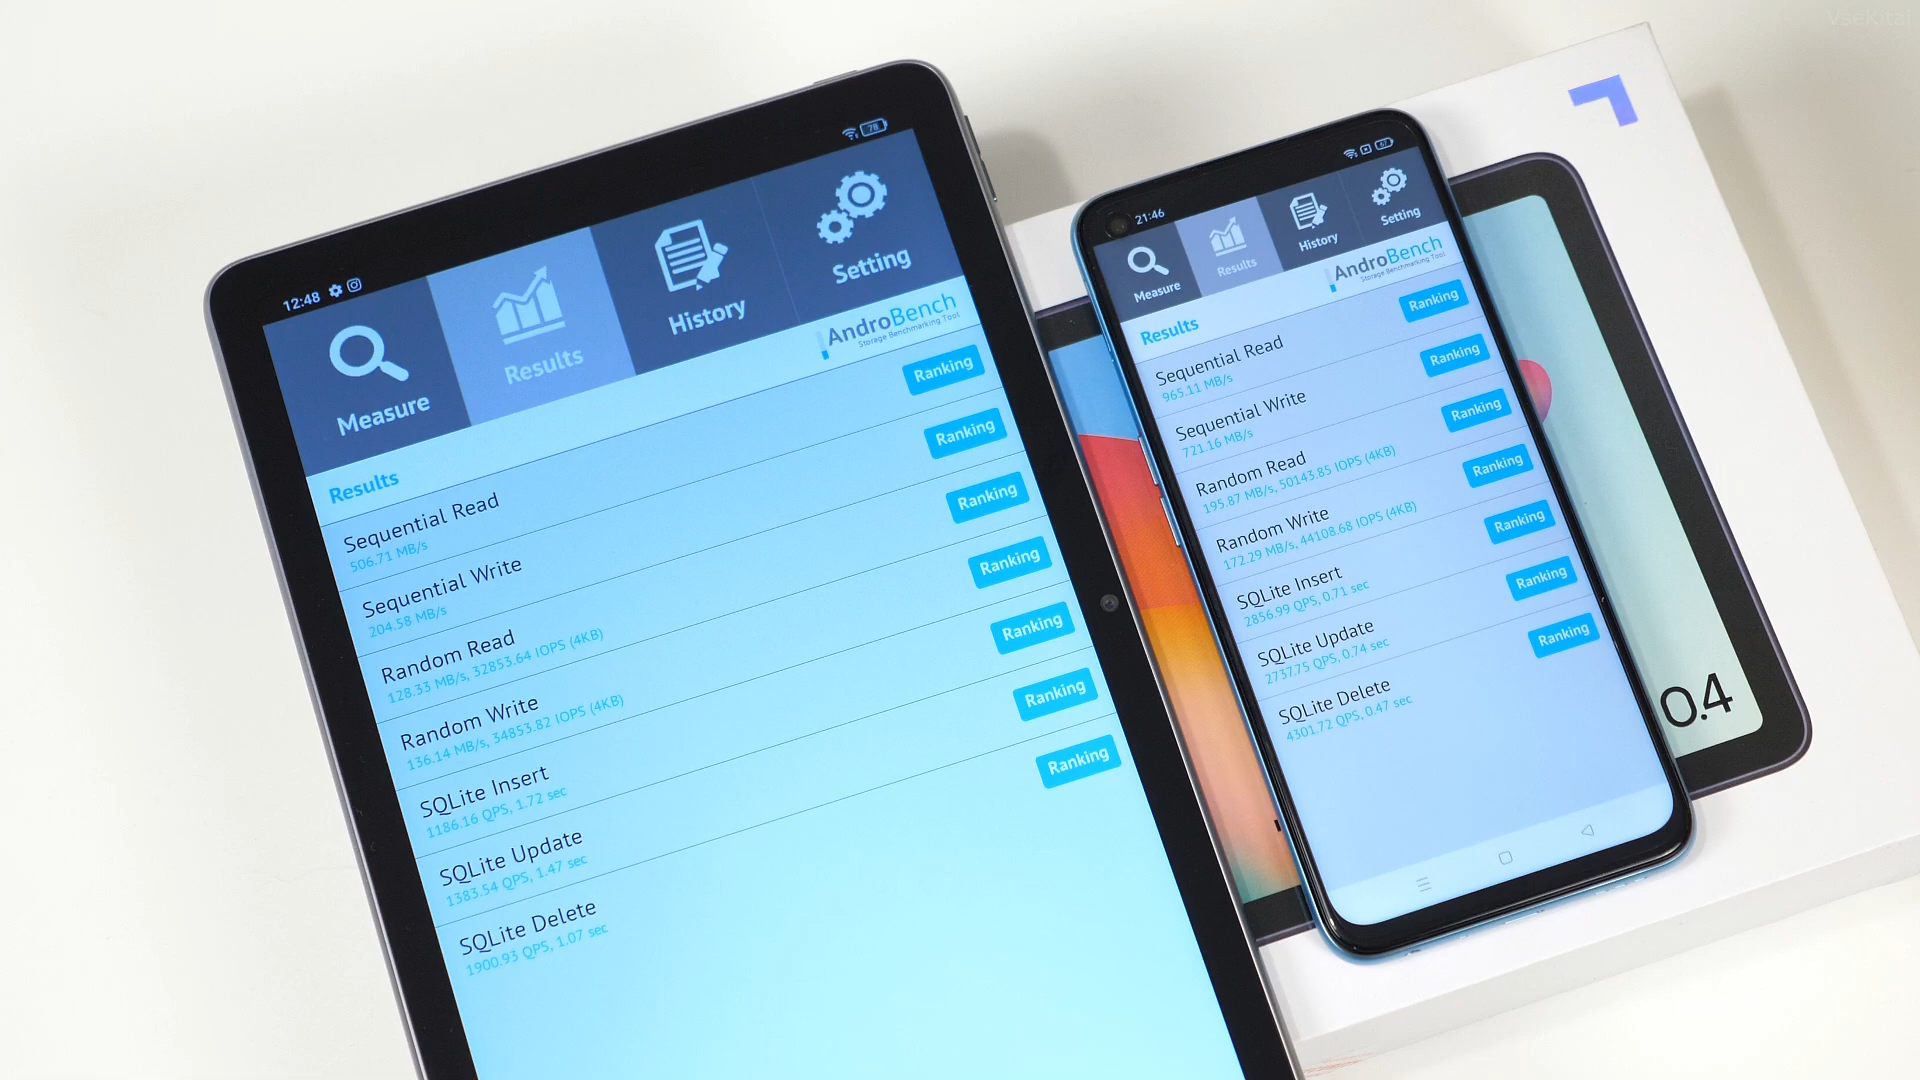 Vsekitai
12:48
78
Measure
Results
History
Setting
AndroBench
Storage Benchmarking Tool
Results
Sequential Read
506.71 MB/s
Ranking
Sequential Write
204.58 MB/s
Ranking
Random Read
128.33 MB/s, 32853.64 IOPS (4KB)
Ranking
Random Write
136.14 MB/s, 34853.82 IOPS (4KB)
Ranking
SQLite Insert
1186.16 QPS, 1.72 sec
Ranking
SQLite Update
1383.54 QPS, 1.47 sec
Ranking
SQLite Delete
1900.93 QPS, 1.07 sec
Ranking
21:46
67
Measure
Results
History
Setting
AndroBench
Storage Benchmarking Tool
Results
Sequential Read
965.11 MB/s
Ranking
Sequential Write
721.16 MB/s
Ranking
Random Read
195.87 MB/s, 50143.85 IOPS (4KB)
Ranking
Random Write
172.29 MB/s, 44108.68 IOPS (4KB)
Ranking
SQLite Insert
2856.99 QPS, 0.71 sec
Ranking
SQLite Update
2737.75 QPS, 0.74 sec
Ranking
SQLite Delete
4301.72 QPS, 0.47 sec
Ranking
0.4